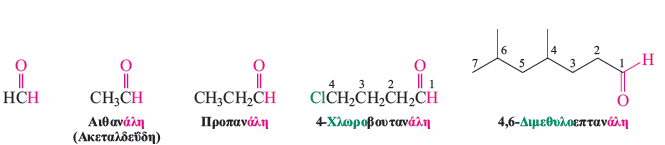 O O O O
HCH CH3CCH CH3CH2CH ClCH2CH2CH2CH
4 3 2 1
7 6 5 4 3 2 1 H
O
Αιθανάλη Προπανάλη 4-Χλωροβουτανάλη 4,6-Διμεθυλοεπτανάλη
(Ακεταλδεΰδη)